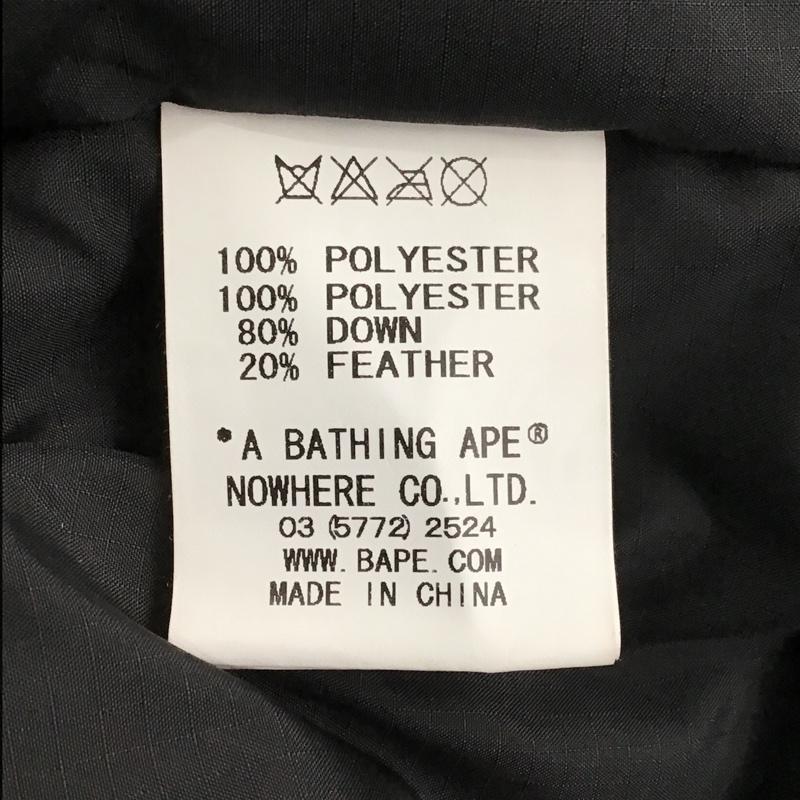 100% POLYESTER
100% POLYESTER
80% DOWN
20% FEATHER
*A BATHING APE®
NOWHERE CO.,LTD.
03 (5772) 2524
WWW. BAPE. COM
MADE IN CHINA